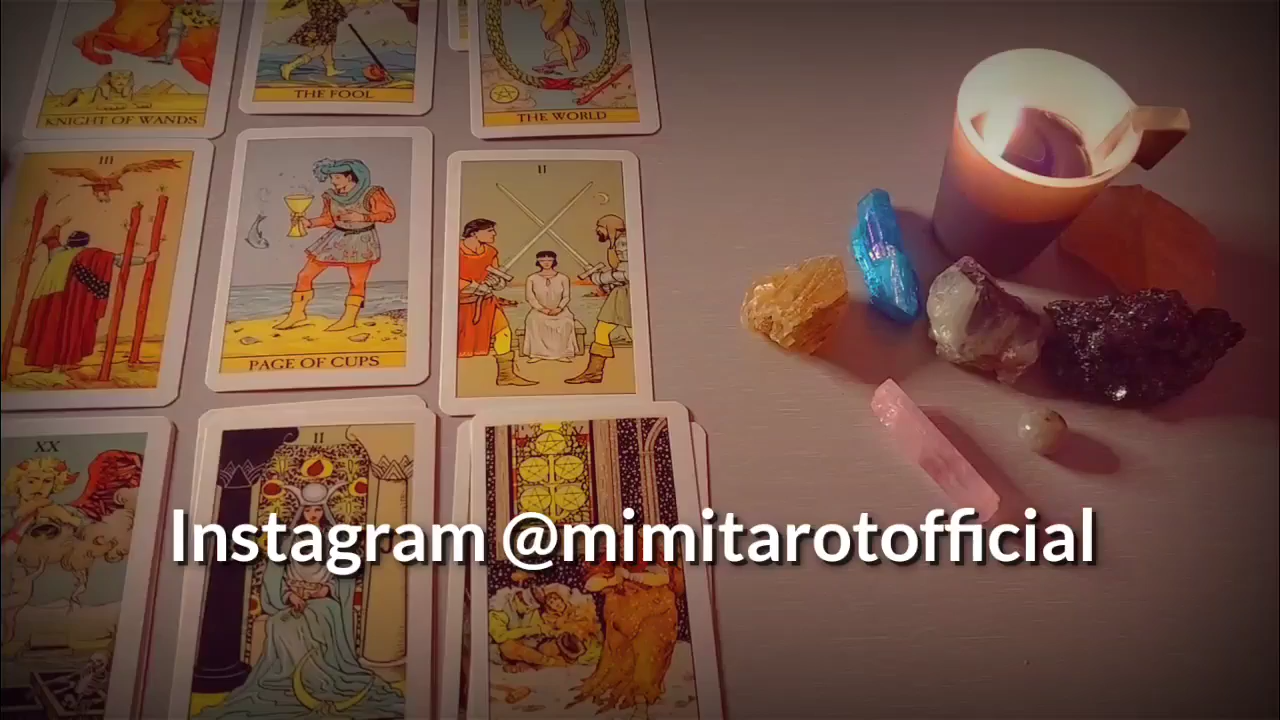 KNIGHT OF WANDS
THE FOOL
THE WORLD
III
PAGE OF CUPS
II
XX
II
Instagram @mimitarotofficial